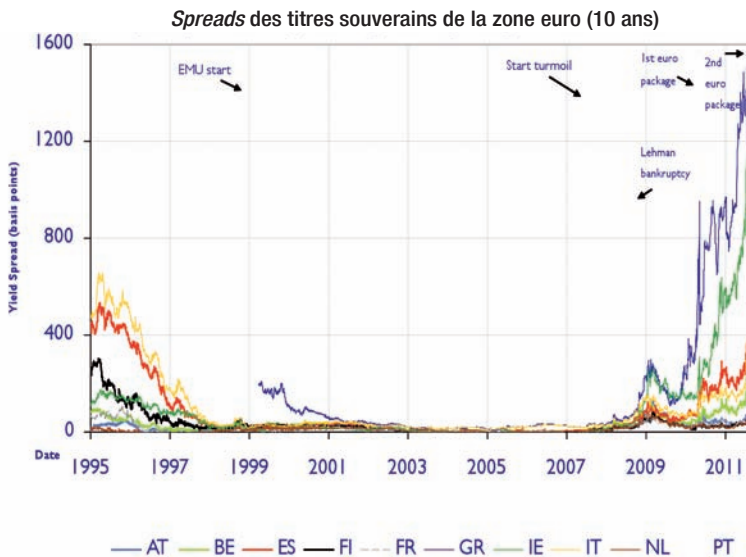 Spreads des titres souverains de la zone euro (10 ans)
1600
1200
800
400
0
Yield Spread (basis points)
EMU start
Start turmoil
Lehman
bankruptcy
1st euro
package
2nd
euro
package
Date
1995 1997 1999 2001 2003 2005 2007 2009 2011
AT BE ES FI FR GR IE IT NL PT